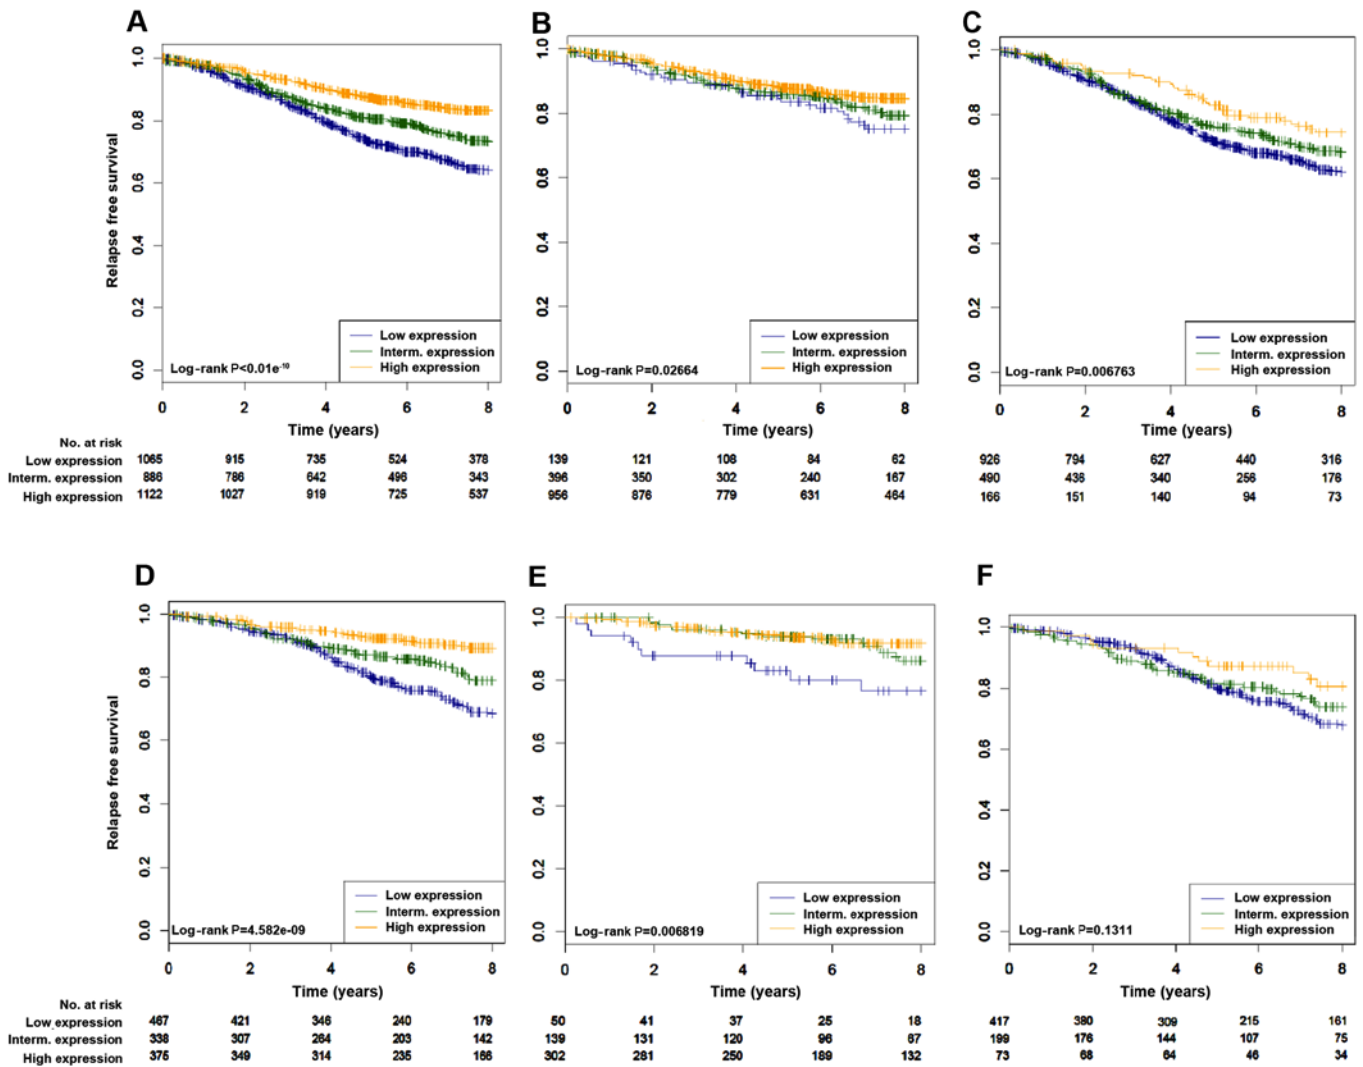 A B C
1.0 1.0 1.0
0.8 0.8 0.8
0.6 0.6 0.6
0.4 0.4 0.4
0.2 0.2 0.2
0.0 0.0 0.0
Relapse free survival
Low expression Low expression Low expression
Interm. expression Interm. expression Interm. expression
High expression High expression High expression
Log-rank P<0.01e-10 Log-rank P=0.02664 Log-rank P=0.006763
0 2 4 6 8 0 2 4 6 8 0 2 4 6 8
Time (years) Time (years) Time (years)
No. at risk
Low expression 1065 915 735 524 378 139 121 108 84 62 926 794 627 440 316
Interm. expression 886 786 642 496 343 396 350 302 240 167 490 436 340 256 176
High expression 1122 1027 919 725 537 956 876 779 631 464 166 151 140 94 73
D E F
1.0 1.0 1.0
0.8 0.8 0.8
0.6 0.6 0.6
0.4 0.4 0.4
0.2 0.2 0.2
0.0 0.0 0.0
Relapse free survival
Low expression Low expression Low expression
Interm. expression Interm. expression Interm. expression
High expression High expression High expression
Log-rank P=4.582e-09 Log-rank P=0.006819 Log-rank P=0.1311
0 2 4 6 8 0 2 4 6 8 0 2 4 6 8
Time (years) Time (years) Time (years)
No. at risk
Low expression 467 421 346 240 179 50 41 37 25 18 417 380 309 215 161
Interm. expression 338 307 264 203 142 139 131 120 96 67 199 176 144 107 75
High expression 375 349 314 235 166 302 281 250 189 132 73 68 64 46 34